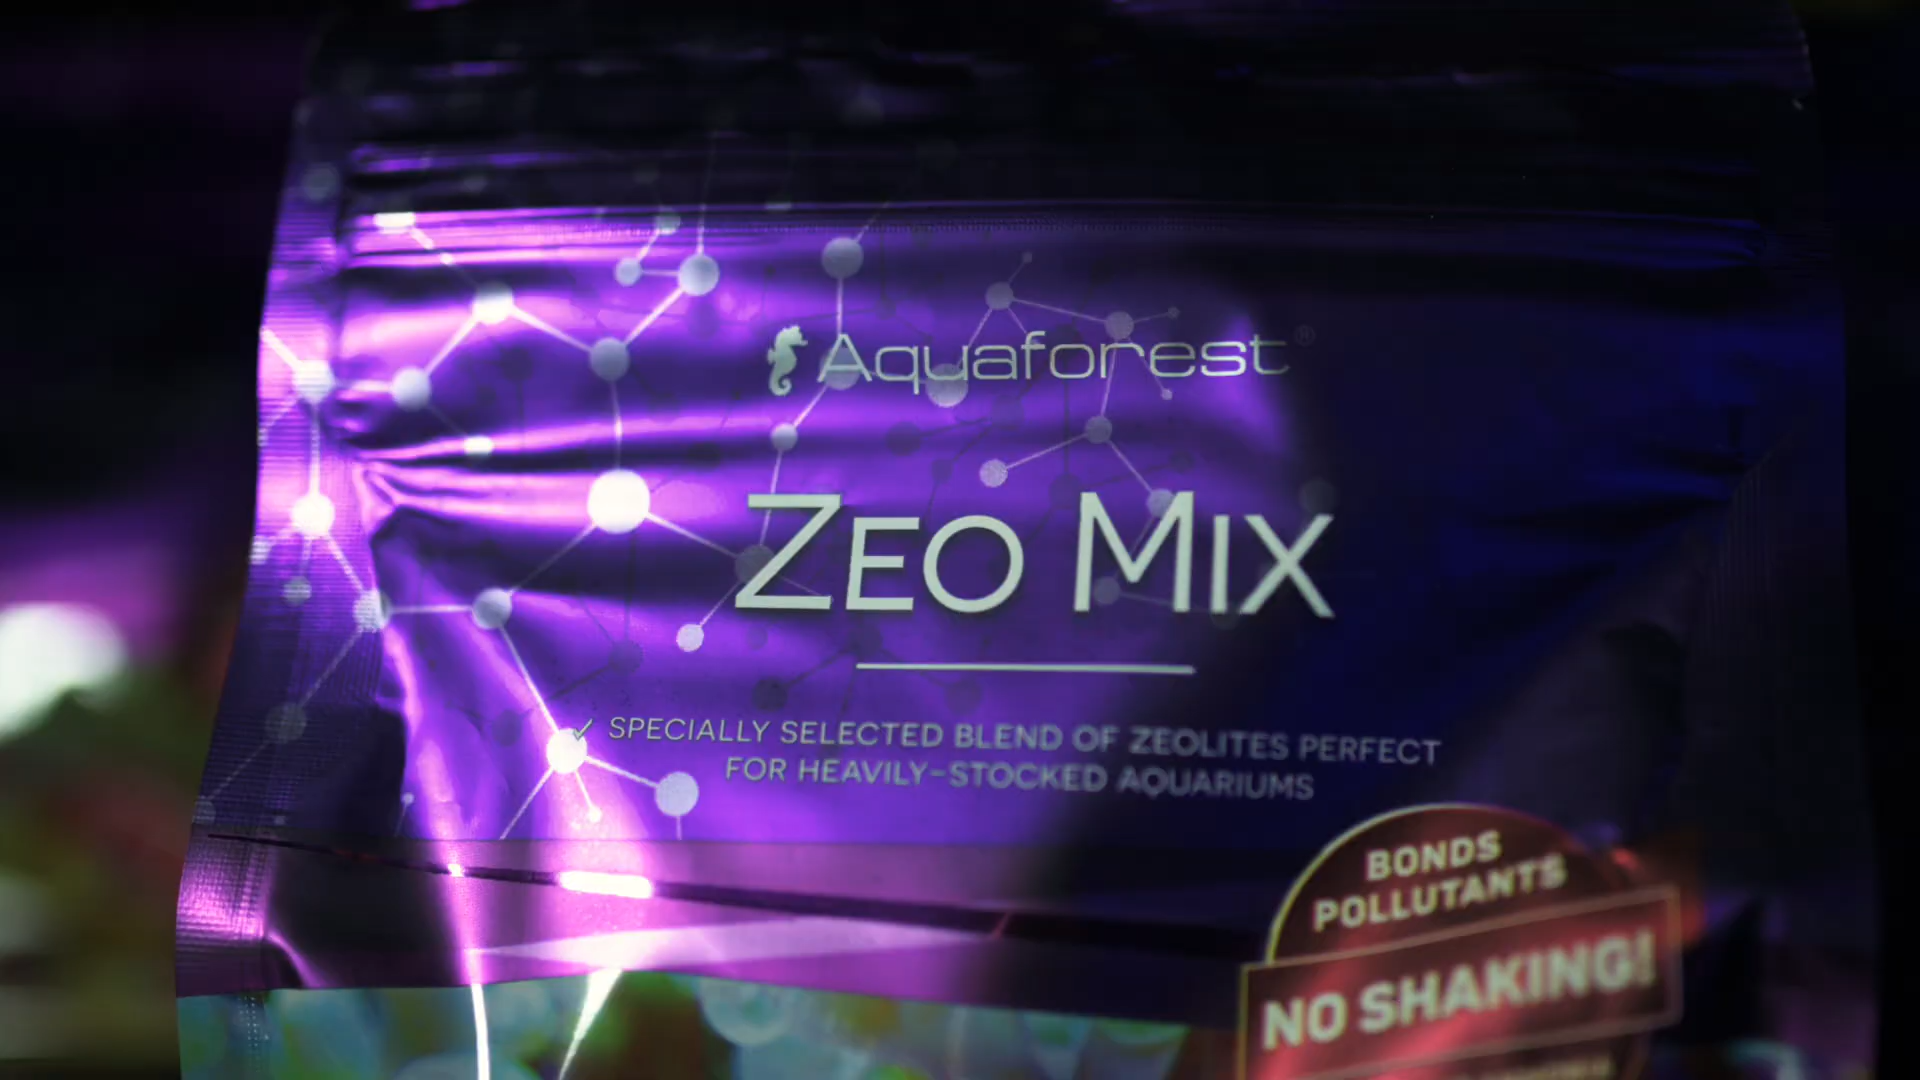 Aquaforest®
ZEO MIX
✓ SPECIALLY SELECTED BLEND OF ZEOLITES PERFECT
FOR HEAVILY-STOCKED AQUARIUMS
BONDS
POLLUTANTS
NO SHAKING!